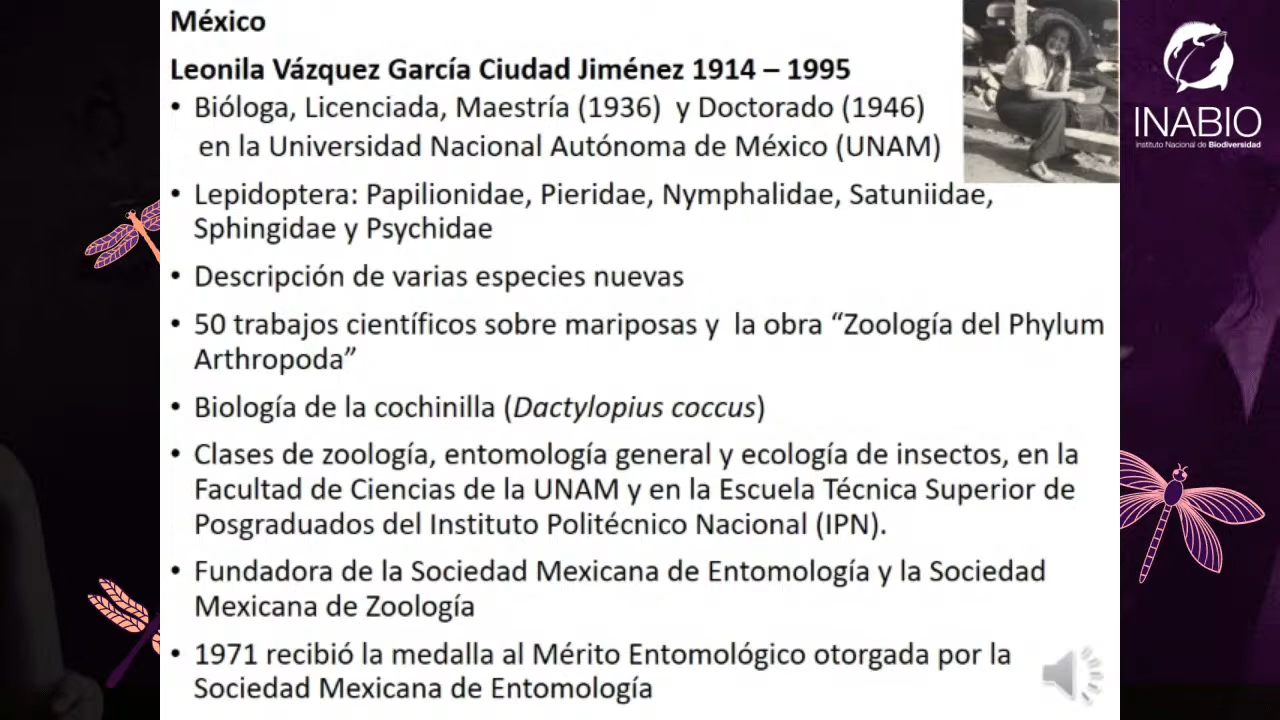 México
Leonila Vázquez García Ciudad Jiménez 1914 – 1995
• Bióloga, Licenciada, Maestría (1936)  y Doctorado (1946)
en la Universidad Nacional Autónoma de México (UNAM)
• Lepidoptera: Papilionidae, Pieridae, Nymphalidae, Satuniidae,
Sphingidae y Psychidae
• Descripción de varias especies nuevas
• 50 trabajos científicos sobre mariposas y  la obra “Zoología del Phylum
Arthropoda”
• Biología de la cochinilla (Dactylopius coccus)
• Clases de zoología, entomología general y ecología de insectos, en la
Facultad de Ciencias de la UNAM y en la Escuela Técnica Superior de
Posgraduados del Instituto Politécnico Nacional (IPN).
• Fundadora de la Sociedad Mexicana de Entomología y la Sociedad
Mexicana de Zoología
• 1971 recibió la medalla al Mérito Entomológico otorgada por la
Sociedad Mexicana de Entomología
INABIO
Instituto Nacional de Biodiversidad